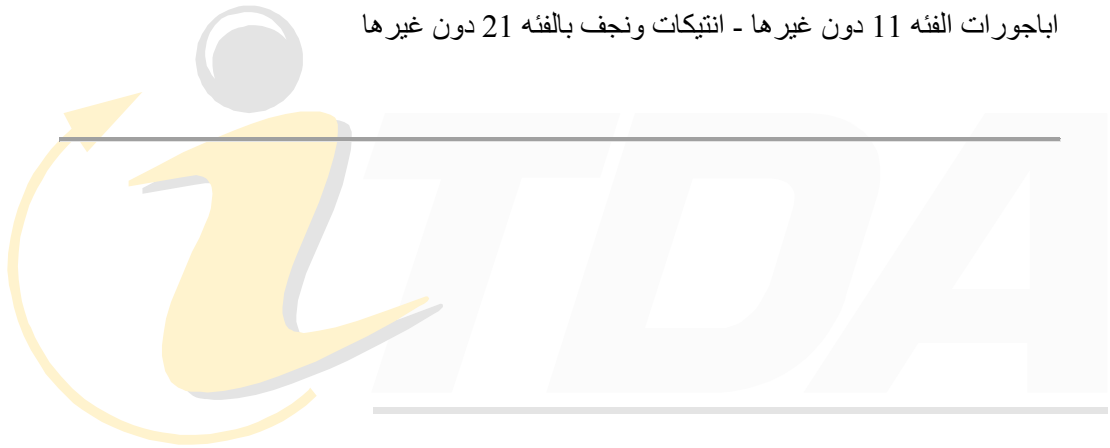 اباجورات الفئه 11 دون غيرها - انتيكات ونجف بالفئه 21 دون غيرها
iTDA